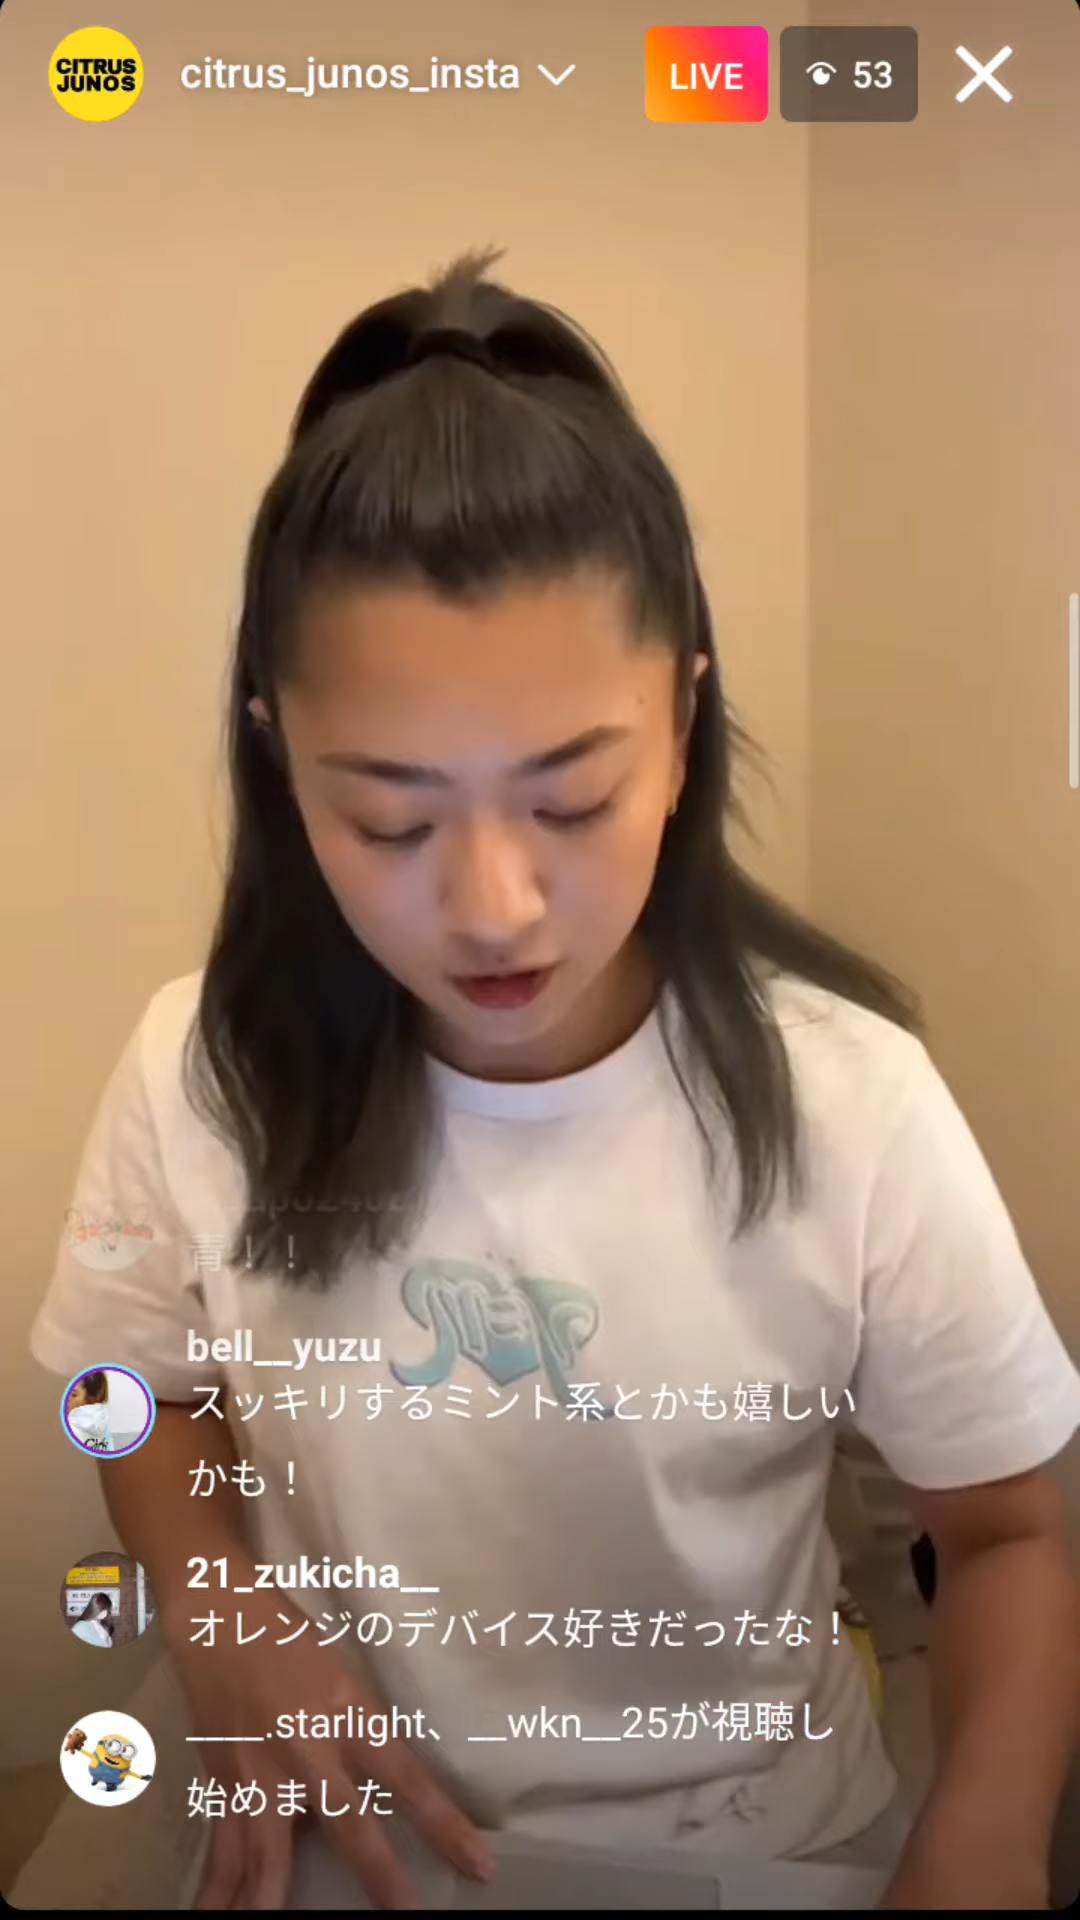 CITRUS
JUNOS
citrus_junos_insta
LIVE
53
青！！
bell__yuzu
スッキリするミント系とかも嬉しい
かも！
21_zukicha__
オレンジのデバイス好きだったな！
____.starlight、__wkn__25が視聴し
始めました